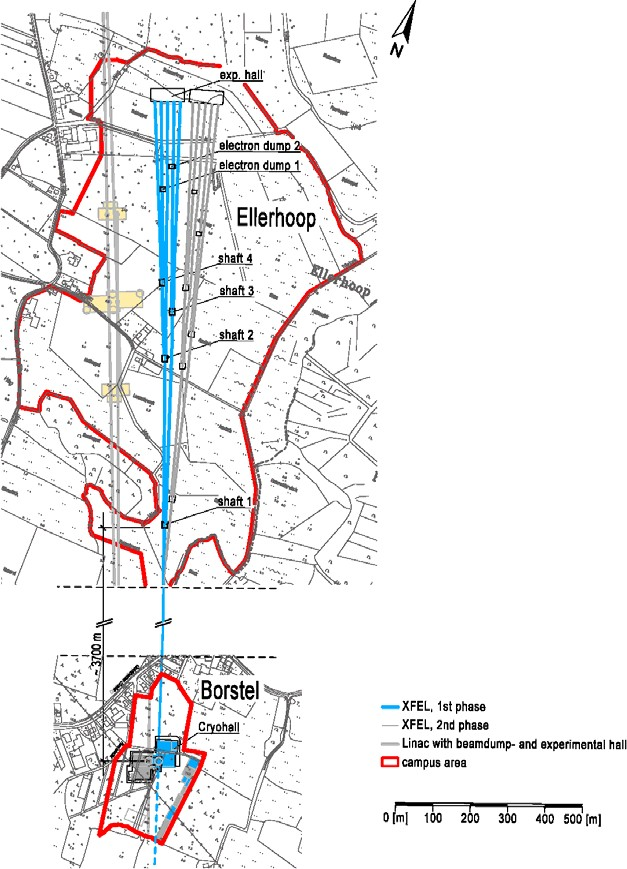 N
exp. hall
electron dump 2
electron dump 1
Ellerhoop
Ellerhoop
shaft 4
shaft 3
shaft 2
shaft 1
~ 3700 m
Borstel
Cryohall
XFEL, 1st phase
XFEL, 2nd phase
Linac with beamdump- and experimental hall
campus area
0 [m] 100 200 300 400 500 [m]